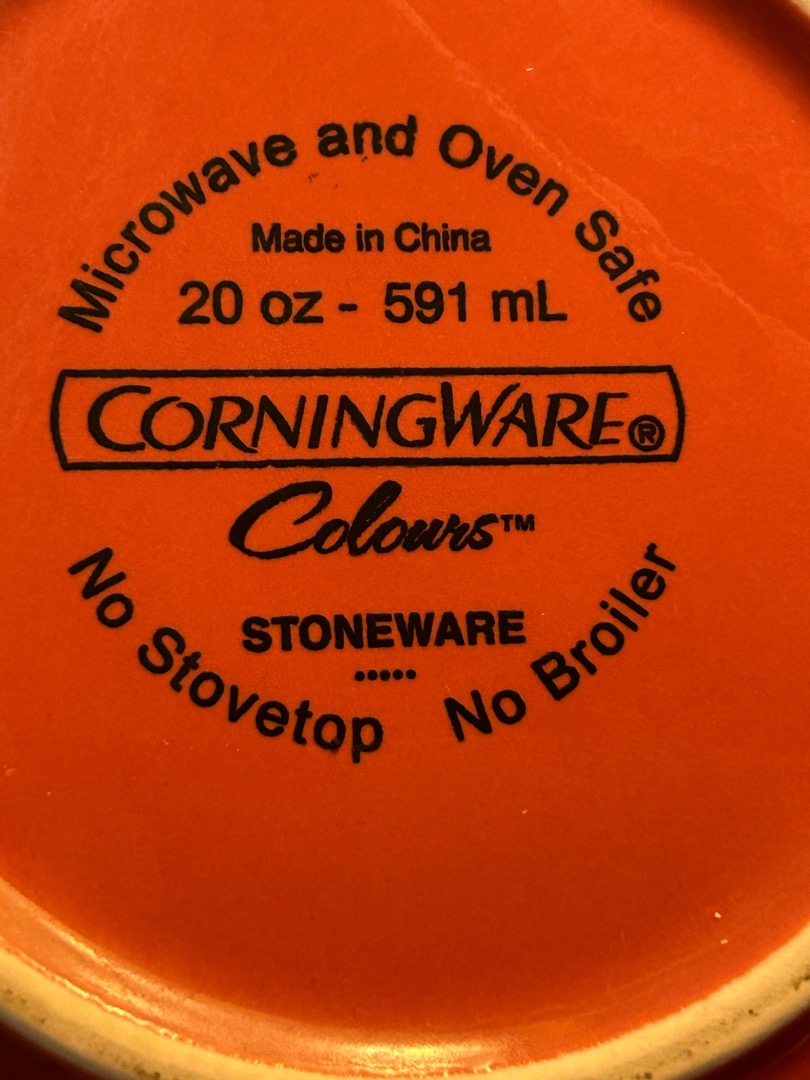 Microwave and Oven Safe
Made in China
20 oz - 591 mL
CORNINGWARE®
Colours™
STONEWARE
•••••
No Stovetop No Broiler